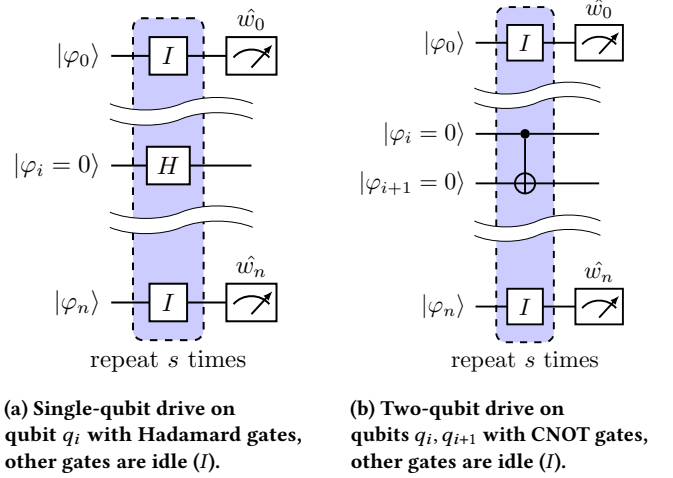 ŵ₀
|φ₀⟩ I
|φᵢ = 0⟩ H
ŵₙ
|φₙ⟩ I
repeat s times
(a) Single-qubit drive on
qubit qᵢ with Hadamard gates,
other gates are idle (I).
ŵ₀
|φ₀⟩ I
|φᵢ = 0⟩
|φᵢ₊₁ = 0⟩
ŵₙ
|φₙ⟩ I
repeat s times
(b) Two-qubit drive on
qubits qᵢ, qᵢ₊₁ with CNOT gates,
other gates are idle (I).